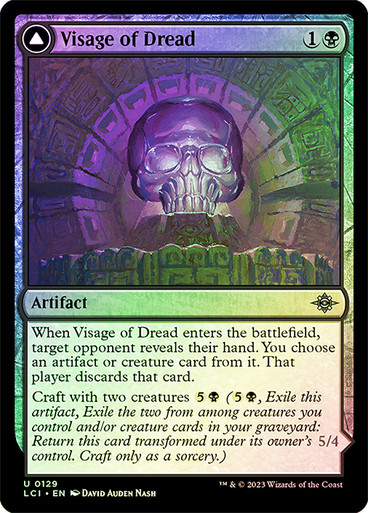 Visage of Dread 1
Artifact
When Visage of Dread enters the battlefield,
target opponent reveals their hand. You choose
an artifact or creature card from it. That
player discards that card.
Craft with two creatures 5 (5, Exile this
artifact, Exile the two from among creatures you
control and/or creature cards in your graveyard:
Return this card transformed under its owner's 5/4
control. Craft only as a sorcery.)
U 0129
LCI • EN DAVID AUDEN NASH ™ & © 2023 Wizards of the Coast